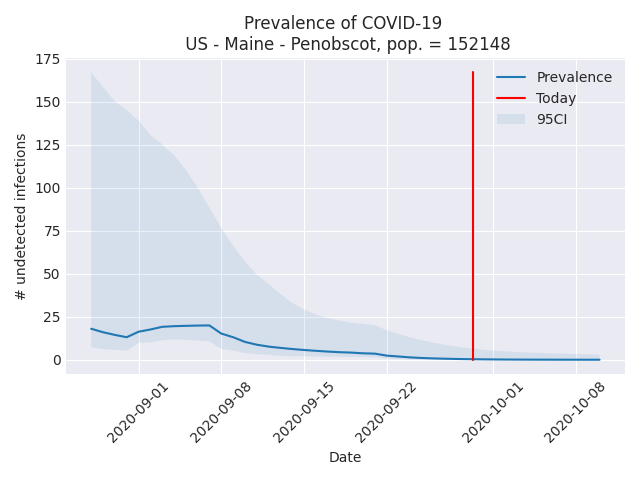 Prevalence of COVID-19
US - Maine - Penobscot, pop. = 152148
175
150
125
100
75
50
25
0
# undetected infections
Prevalence
Today
95CI
2020-09-01
2020-09-08
2020-09-15
2020-09-22
2020-10-01
2020-10-08
Date